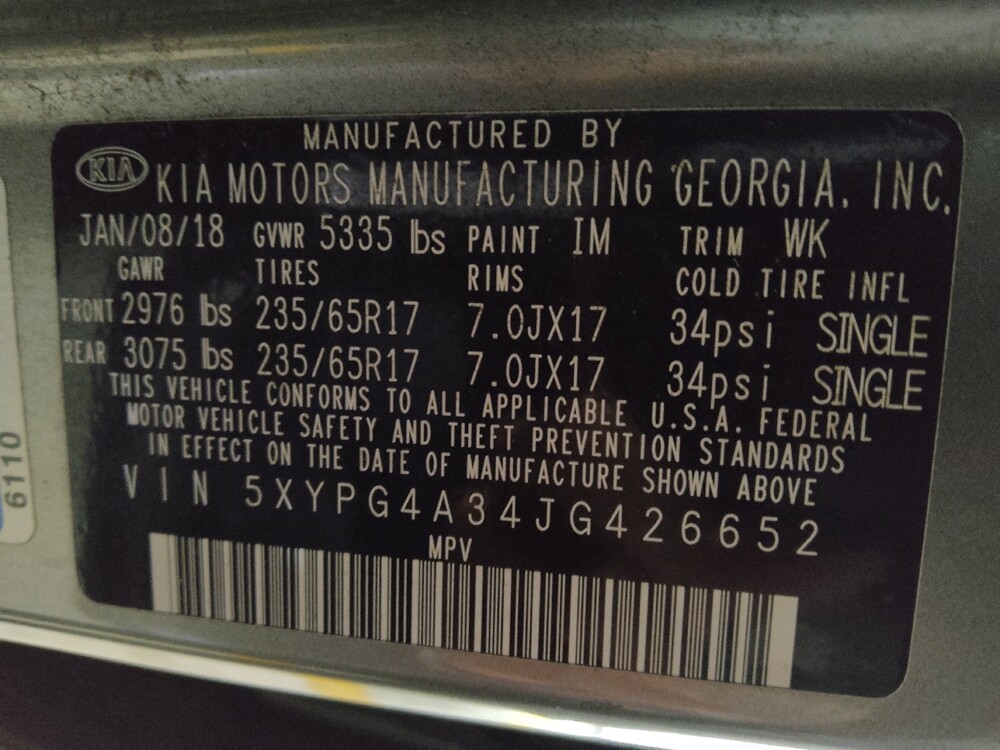 MANUFACTURED BY
KIA KIA MOTORS MANUFACTURING GEORGIA, INC.
JAN/08/18 GVWR 5335 lbs PAINT IM TRIM WK
GAWR TIRES RIMS COLD TIRE INFL
FRONT 2976 lbs 235/65R17 7.0JX17 34psi SINGLE
REAR 3075 lbs 235/65R17 7.0JX17 34psi SINGLE
THIS VEHICLE CONFORMS TO ALL APPLICABLE U.S.A. FEDERAL
MOTOR VEHICLE SAFETY AND THEFT PREVENTION STANDARDS
IN EFFECT ON THE DATE OF MANUFACTURE SHOWN ABOVE
VIN 5XYPG4A34JG426652
MPV
6110